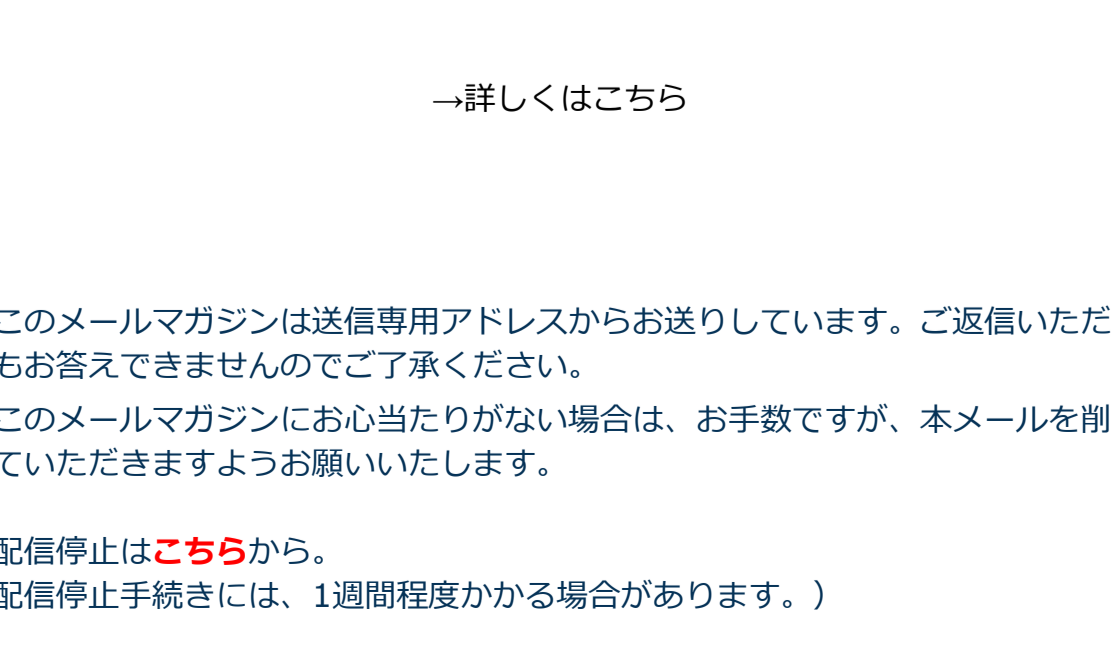 →詳しくはこちら
このメールマガジンは送信専用アドレスからお送りしています。ご返信いただ
もお答えできませんのでご了承ください。
このメールマガジンにお心当たりがない場合は、お手数ですが、本メールを削
ていただきますようお願いいたします。
配信停止はこちらから。
配信停止手続きには、1週間程度かかる場合があります。）